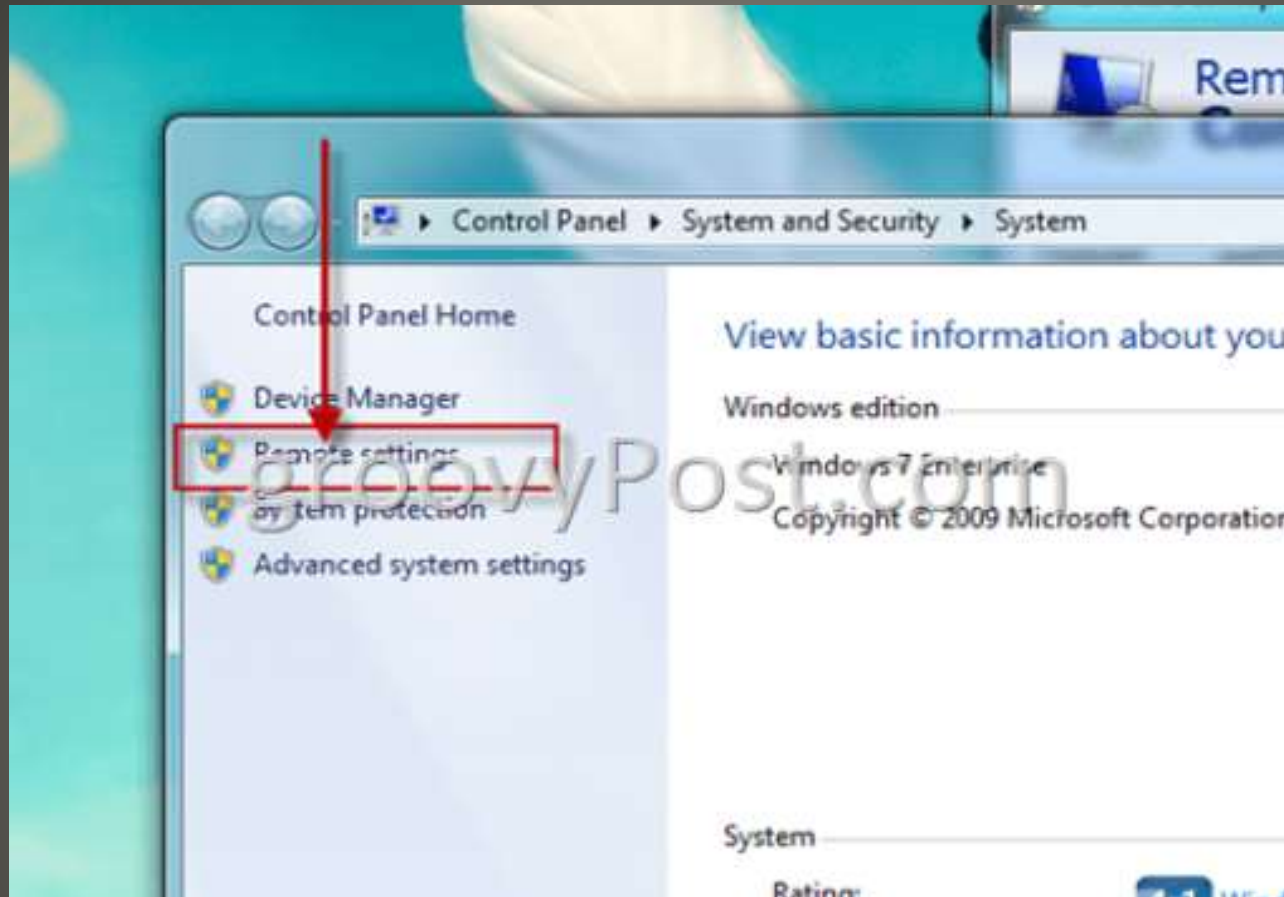 Rem
Control Panel ▸ System and Security ▸ System
Control Panel Home
Device Manager
Remote settings
System protection
Advanced system settings
View basic information about you
Windows edition
Windows 7 Enterprise
Copyright © 2009 Microsoft Corporation
groovyPost.com
System
Rating: